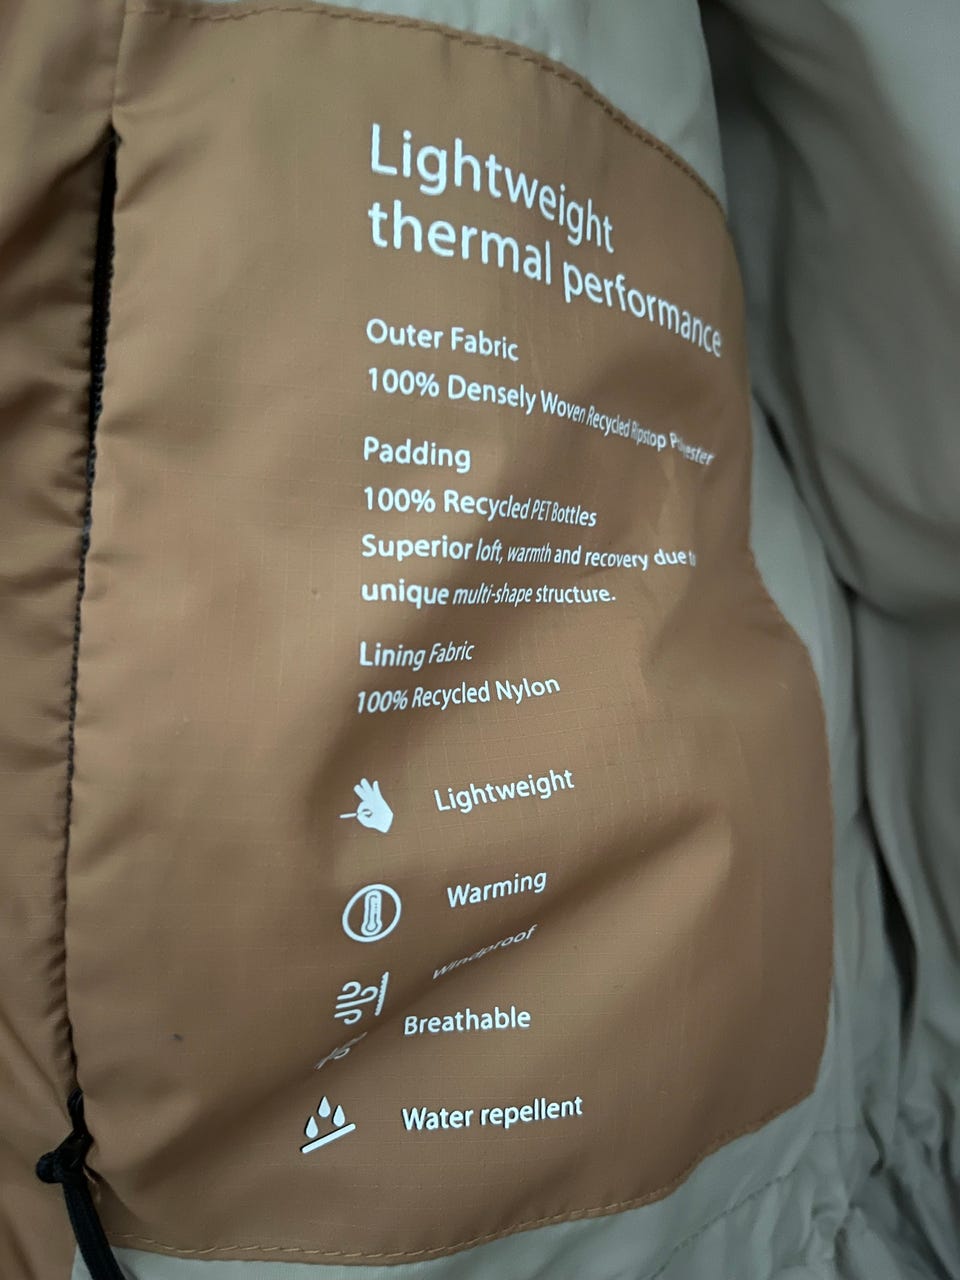 Lightweight
thermal performance
Outer Fabric
100% Densely Woven Recycled Ripstop Polyester
Padding
100% Recycled PET Bottles
Superior loft, warmth and recovery due to
unique multi-shape structure.
Lining Fabric
100% Recycled Nylon
Lightweight
Warming
Windproof
Breathable
Water repellent